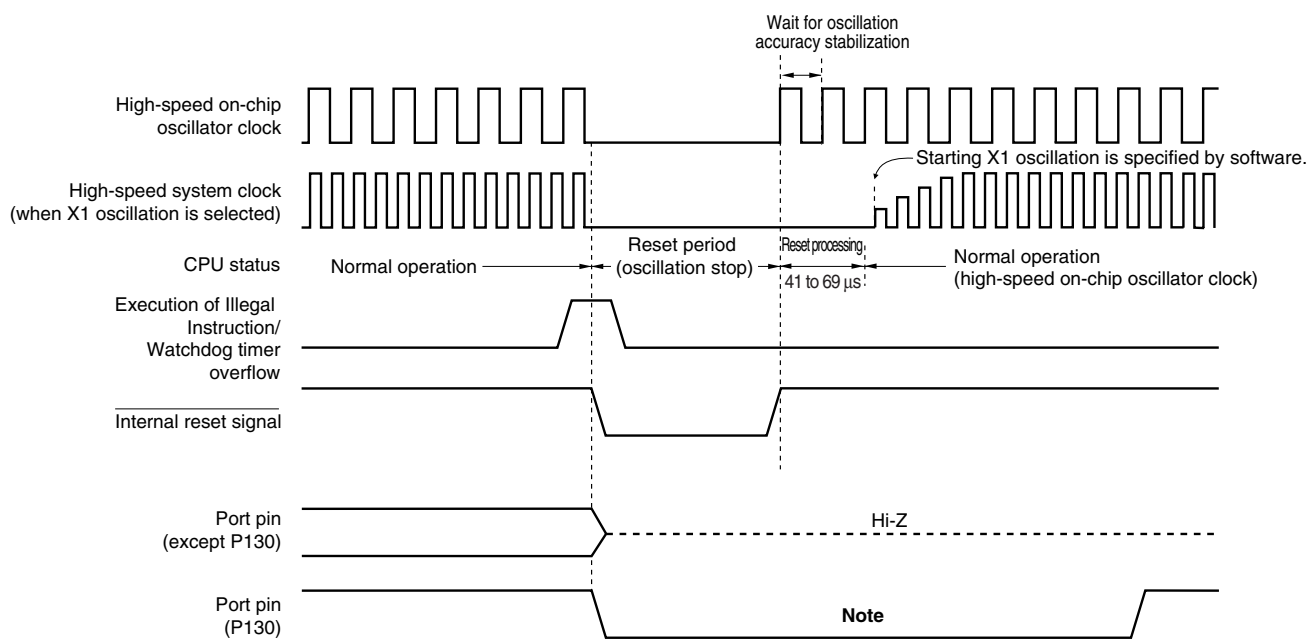 Wait for oscillation
accuracy stabilization
High-speed on-chip
oscillator clock
Starting X1 oscillation is specified by software.
High-speed system clock
(when X1 oscillation is selected)
CPU status
Normal operation
Reset period
(oscillation stop)
Reset processing
41 to 69 µs
Normal operation
(high-speed on-chip oscillator clock)
Execution of Illegal
Instruction/
Watchdog timer
overflow
Internal reset signal
Port pin
(except P130)
Hi-Z
Port pin
(P130)
Note